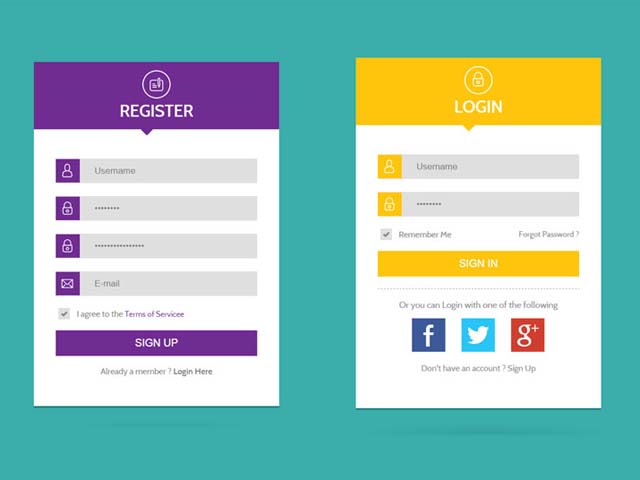 REGISTER
Username
••••••••
••••••••••••••••
E-mail
I agree to the Terms of Servicee
SIGN UP
Already a member ? Login Here
LOGIN
Username
••••••••
Remember Me Forgot Password ?
SIGN IN
Or you can Login with one of the following
f g+
Don't have an account ? Sign Up